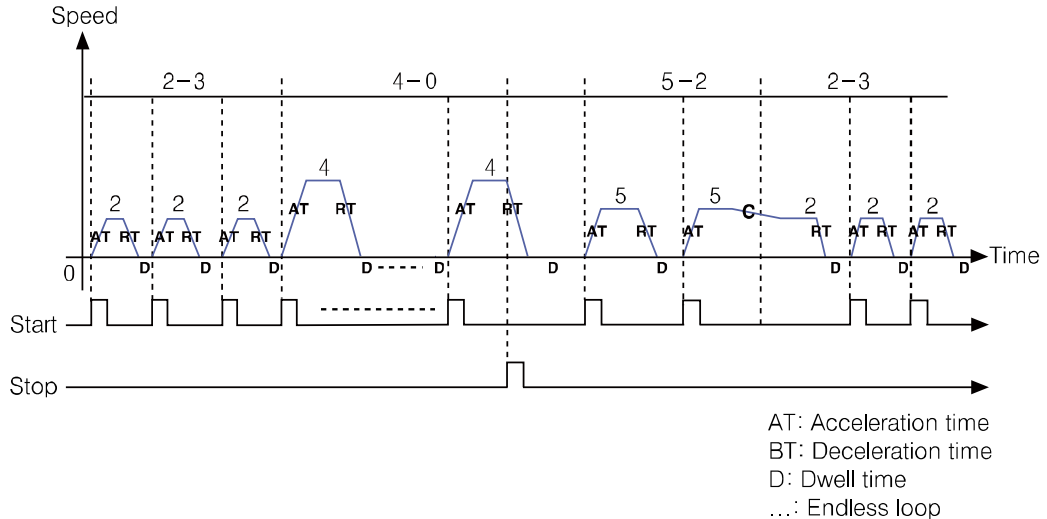 Speed
2-3 4-0 5-2 2-3
4 4
2 2 2 5 5 2 2 2
C
AT RT AT RT AT RT AT RT AT RT AT RT AT RT AT RT AT RT
0 D D D D D D D D D D Time
Start
Stop
AT: Acceleration time
BT: Deceleration time
D: Dwell time
...: Endless loop